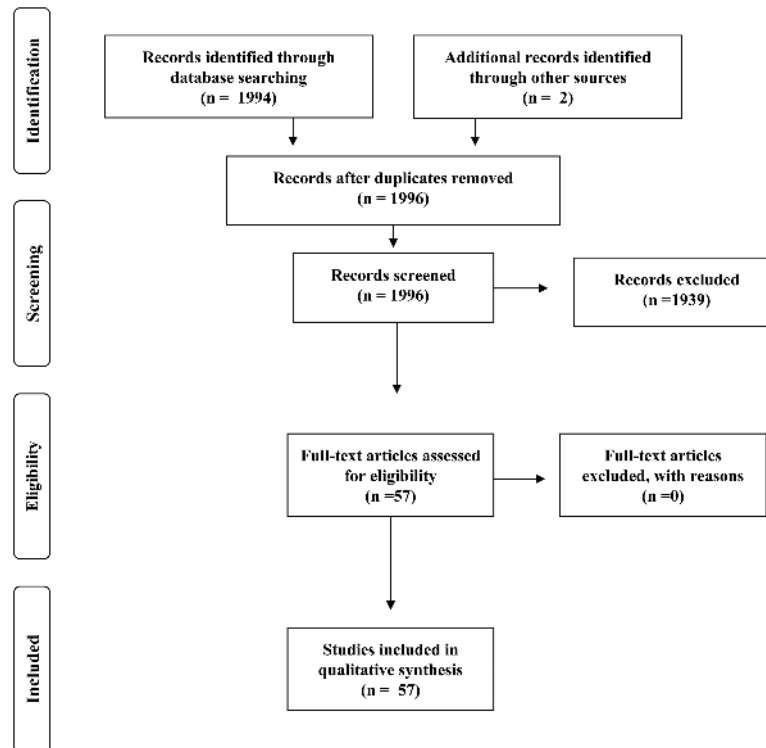 Identification
Records identified through
database searching
(n = 1994)
Additional records identified
through other sources
(n = 2)
Records after duplicates removed
(n = 1996)
Screening
Records screened
(n = 1996)
Records excluded
(n =1939)
Eligibility
Full-text articles assessed
for eligibility
(n =57)
Full-text articles
excluded, with reasons
(n =0)
Included
Studies included in
qualitative synthesis
(n = 57)